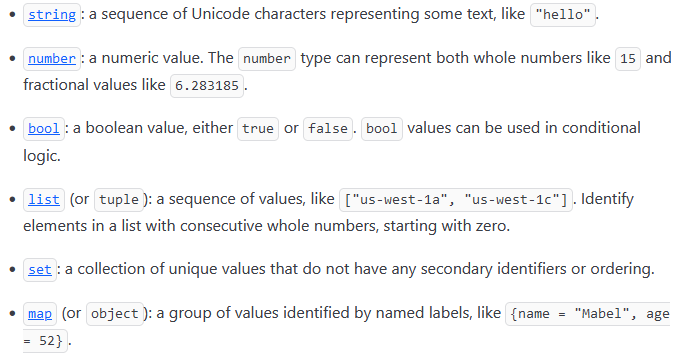 string: a sequence of Unicode characters representing some text, like "hello".
number: a numeric value. The number type can represent both whole numbers like 15 and
fractional values like 6.283185.
bool: a boolean value, either true or false. bool values can be used in conditional
logic.
list (or tuple): a sequence of values, like ["us-west-1a", "us-west-1c"]. Identify
elements in a list with consecutive whole numbers, starting with zero.
set: a collection of unique values that do not have any secondary identifiers or ordering.
map (or object): a group of values identified by named labels, like {name = "Mabel", age
= 52}.